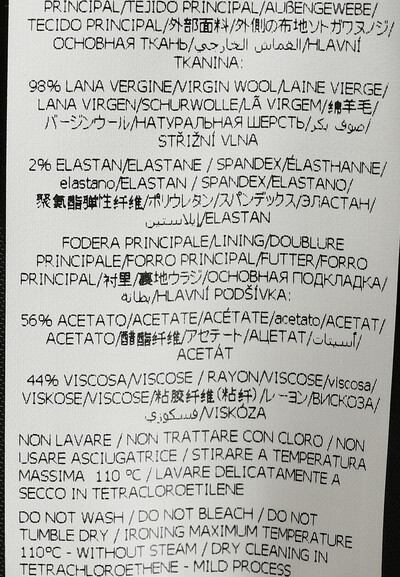 PRINCIPAL/TEJIDO PRINCIPAL/AUßENGEWEBE/
TECIDO PRINCIPAL/外部面料/外側の布地ソトガワヌノジ/
ОСНОВНАЯ ТКАНЬ/القماش الخارجي/HLAVNÍ
TKANINA:
98% LANA VERGINE/VIRGIN WOOL/LAINE VIERGE/
LANA VIRGEN/SCHURWOLLE/LÃ VIRGEM/绵羊毛/
バージンウール/НАТУРАЛЬНАЯ ШЕРСТЬ/صوف بكر/
STŘIŽNÍ VLNA
2% ELASTAN/ELASTANE / SPANDEX/ÉLASTHANNE/
elastano/ELASTAN / SPANDEX/ELASTANO/
聚氨酯弹性纤维/ポリウレタン/スパンデックス/ЭЛАСТАН/
إيلاستين/ELASTAN
FODERA PRINCIPALE/LINING/DOUBLURE
PRINCIPALE/FORRO PRINCIPAL/FUTTER/FORRO
PRINCIPAL/衬里/裏地ウラジ/ОСНОВНАЯ ПОДКЛАДКА/
بطانة/HLAVNÍ PODŠÍVKA:
56% ACETATO/ACETATE/ACÉTATE/acetato/ACETAT/
ACETATO/醋酯纤维/アセテート/АЦЕТАТ/أسيتات/
ACETÁT
44% VISCOSA/VISCOSE / RAYON/VISCOSE/viscosa/
VISKOSE/VISCOSE/粘胶纤维(粘纤)/レーヨン/ВИСКОЗА/
فسكوزي/VISKÓZA
NON LAVARE / NON TRATTARE CON CLORO / NON
USARE ASCIUGATRICE / STIRARE A TEMPERATURA
MASSIMA 110 °C / LAVARE DELICATAMENTE A
SECCO IN TETRACLOROETILENE
DO NOT WASH / DO NOT BLEACH / DO NOT
TUMBLE DRY / IRONING MAXIMUM TEMPERATURE
110°C - WITHOUT STEAM / DRY CLEANING IN
TETRACHLOROETHENE - MILD PROCESS